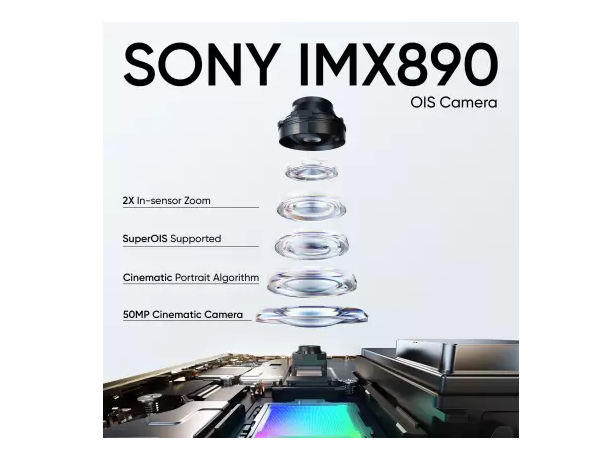 SONY IMX890
OIS Camera
2X In-sensor Zoom
SuperOIS Supported
Cinematic Portrait Algorithm
50MP Cinematic Camera